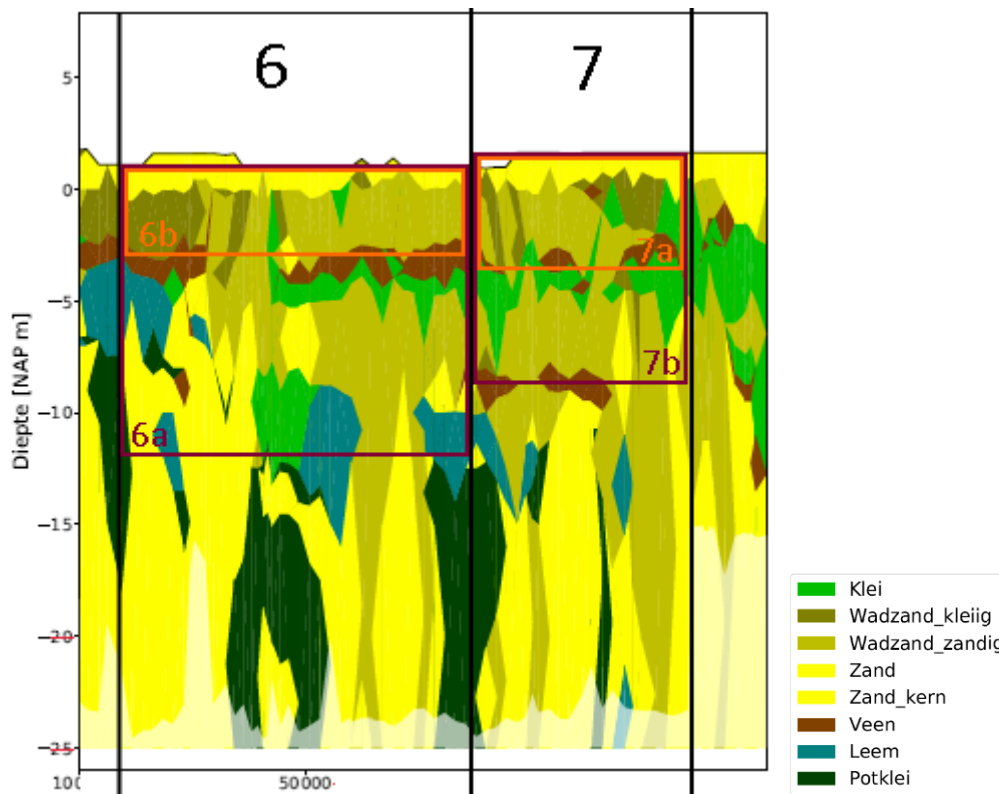 6
7
5
0
−5
−10
−15
−20
−25
Diepte [NAP m]
6b
7a
7b
6a
50000
Klei
Wadzand_kleiig
Wadzand_zandig
Zand
Zand_kern
Veen
Leem
Potklei